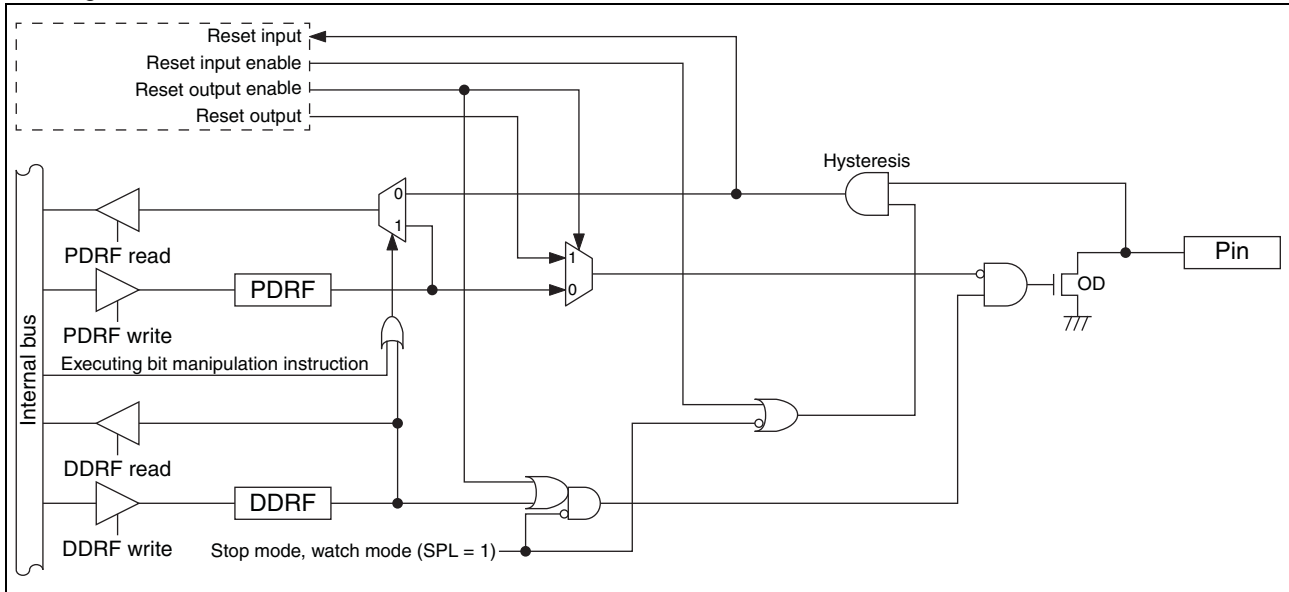 Reset input
Reset input enable
Reset output enable
Reset output
Hysteresis
0
1
PDRF read
1
Pin
PDRF
0
OD
PDRF write
Executing bit manipulation instruction
Internal bus
DDRF read
DDRF
DDRF write
Stop mode, watch mode (SPL = 1)